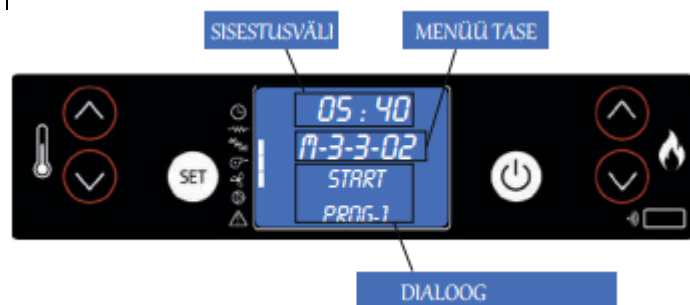 SISESTUSVÄLI
MENÜÜ TASE
05 : 40
M-3-3-02
START
PROG-1
SET
DIALOOG